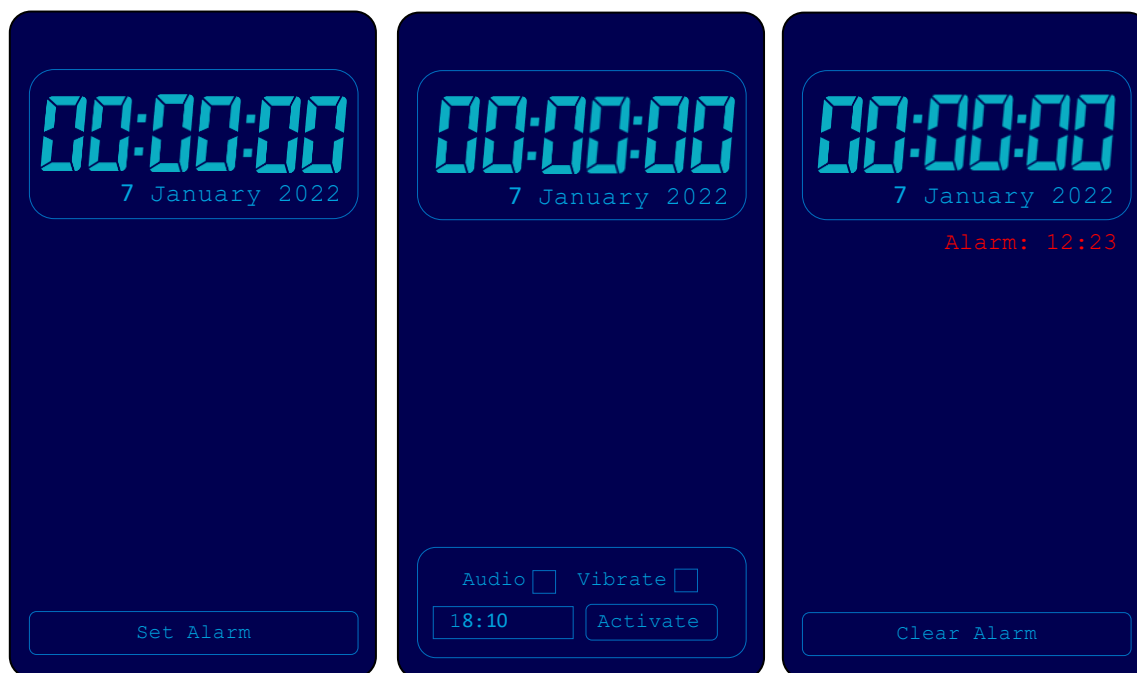 00:00:00
7 January 2022
Set Alarm
00:00:00
7 January 2022
Audio Vibrate
18:10 Activate
00:00:00
7 January 2022
Alarm: 12:23
Clear Alarm